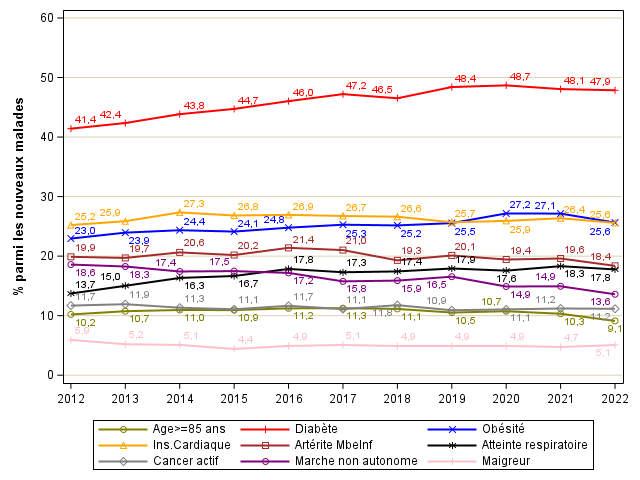 % parmi les nouveaux malades
60
50
40
30
20
10
0
41,4 42,4 43,8 44,7 46,0 47,2 46,5 48,4 48,7 48,1 47,9
25,2 25,9 27,3 26,8 26,9 26,7 26,6 25,7 25,9 26,4 25,6
23,0 23,9 24,4 24,1 24,8 25,3 25,2 25,5 27,2 27,1 25,6
19,9 19,7 20,6 20,2 21,4 21,0 19,3 20,1 19,4 19,6 18,4
18,6 18,3 17,4 17,5 17,2 15,8 15,9 16,5 14,9 14,9 13,6
13,7 15,0 16,3 16,7 17,8 17,3 17,4 17,9 17,6 18,3 17,8
11,7 11,9 11,3 11,1 11,7 11,1 11,8 10,9 10,7 11,2 11,2
10,2 10,7 11,0 10,9 11,2 11,3 11,1 10,5 11,1 10,3 9,1
5,9 5,2 5,1 4,4 4,9 5,1 4,9 4,9 4,9 4,7 5,1
2012 2013 2014 2015 2016 2017 2018 2019 2020 2021 2022
Age>=85 ans Diabète Obésité
Ins.Cardiaque Artérite MbeInf Atteinte respiratoire
Cancer actif Marche non autonome Maigreur